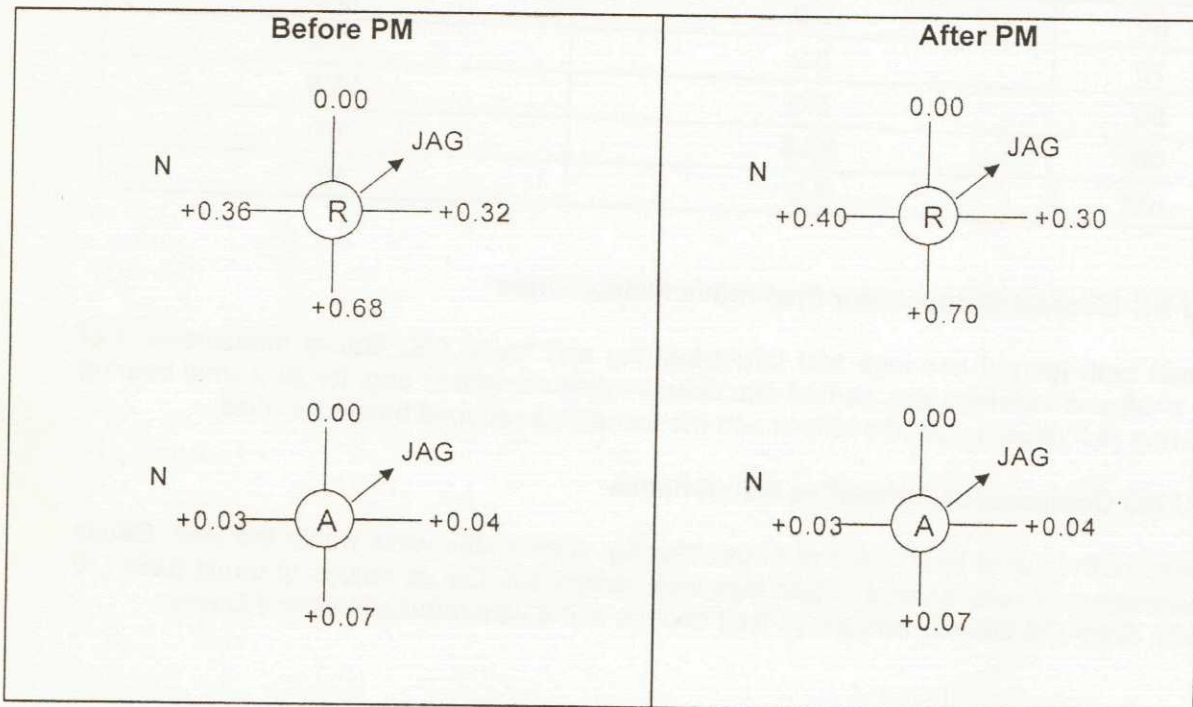 Before PM
0.00
JAG
N
+0.36
R
+0.32
+0.68
0.00
JAG
N
+0.03
A
+0.04
+0.07
After PM
0.00
JAG
N
+0.40
R
+0.30
+0.70
0.00
JAG
N
+0.03
A
+0.04
+0.07